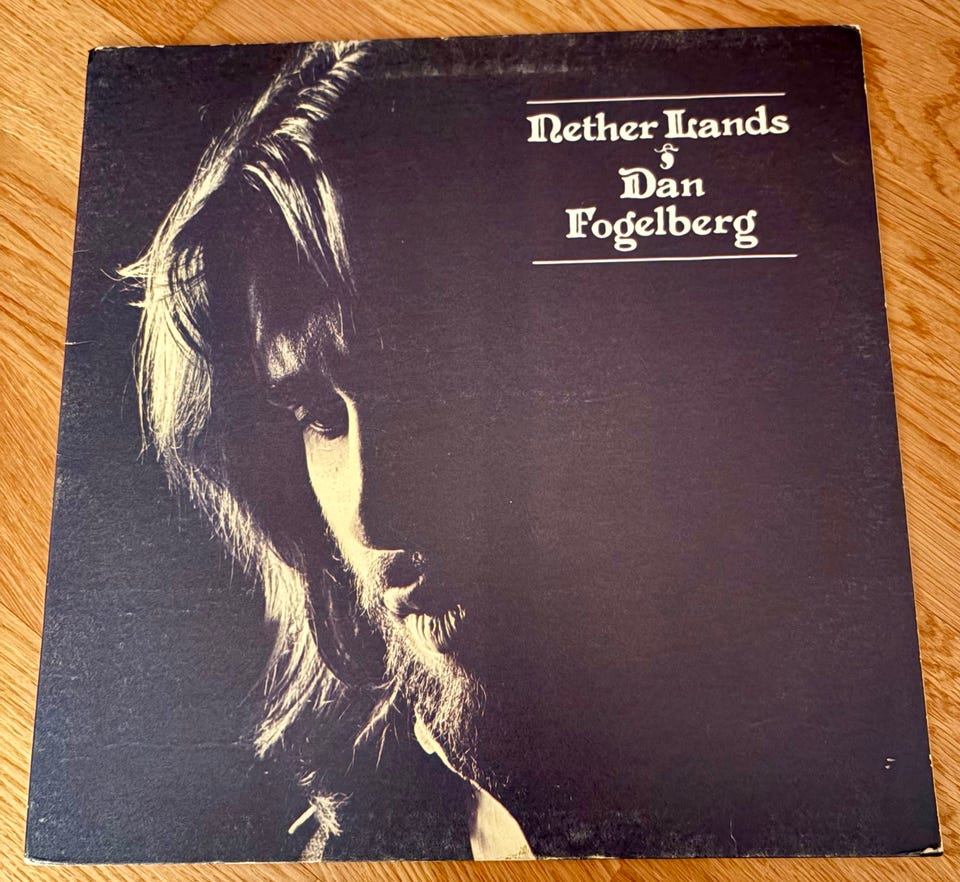 Nether Lands
Dan
Fogelberg